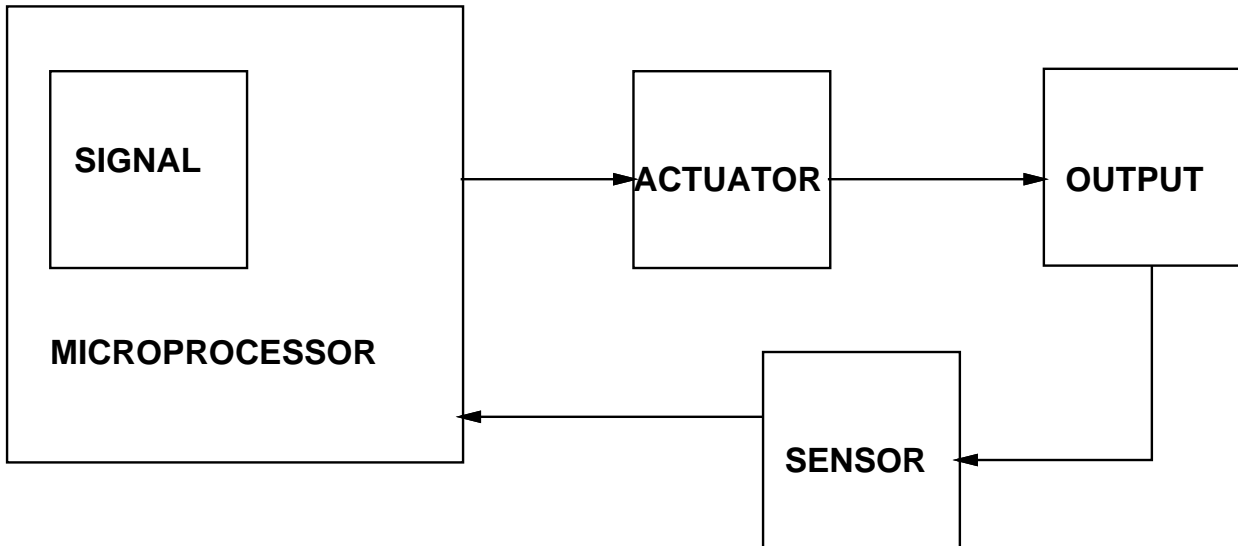 SIGNAL
ACTUATOR
OUTPUT
MICROPROCESSOR
SENSOR